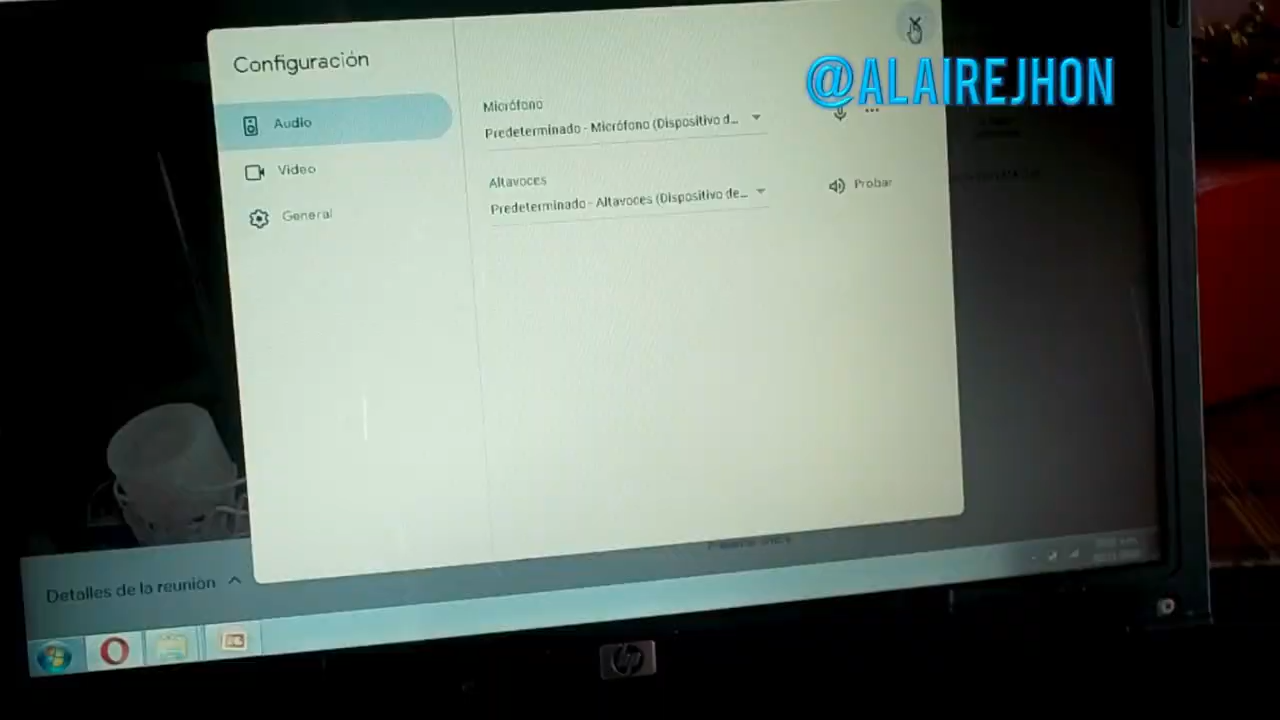 Configuración
@ALAIREJHON
Audio
Video
General
Micrófono
Predeterminado - Micrófono (Dispositivo d...
Altavoces
Predeterminado - Altavoces (Dispositivo de...
Probar
Detalles de la reunión
hp